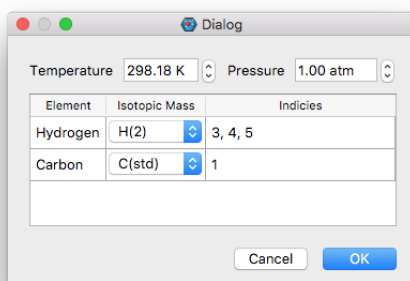 Dialog
Temperature 298.18 K Pressure 1.00 atm
Element Isotopic Mass Indicies
Hydrogen H(2) 3, 4, 5
Carbon C(std) 1
Cancel OK